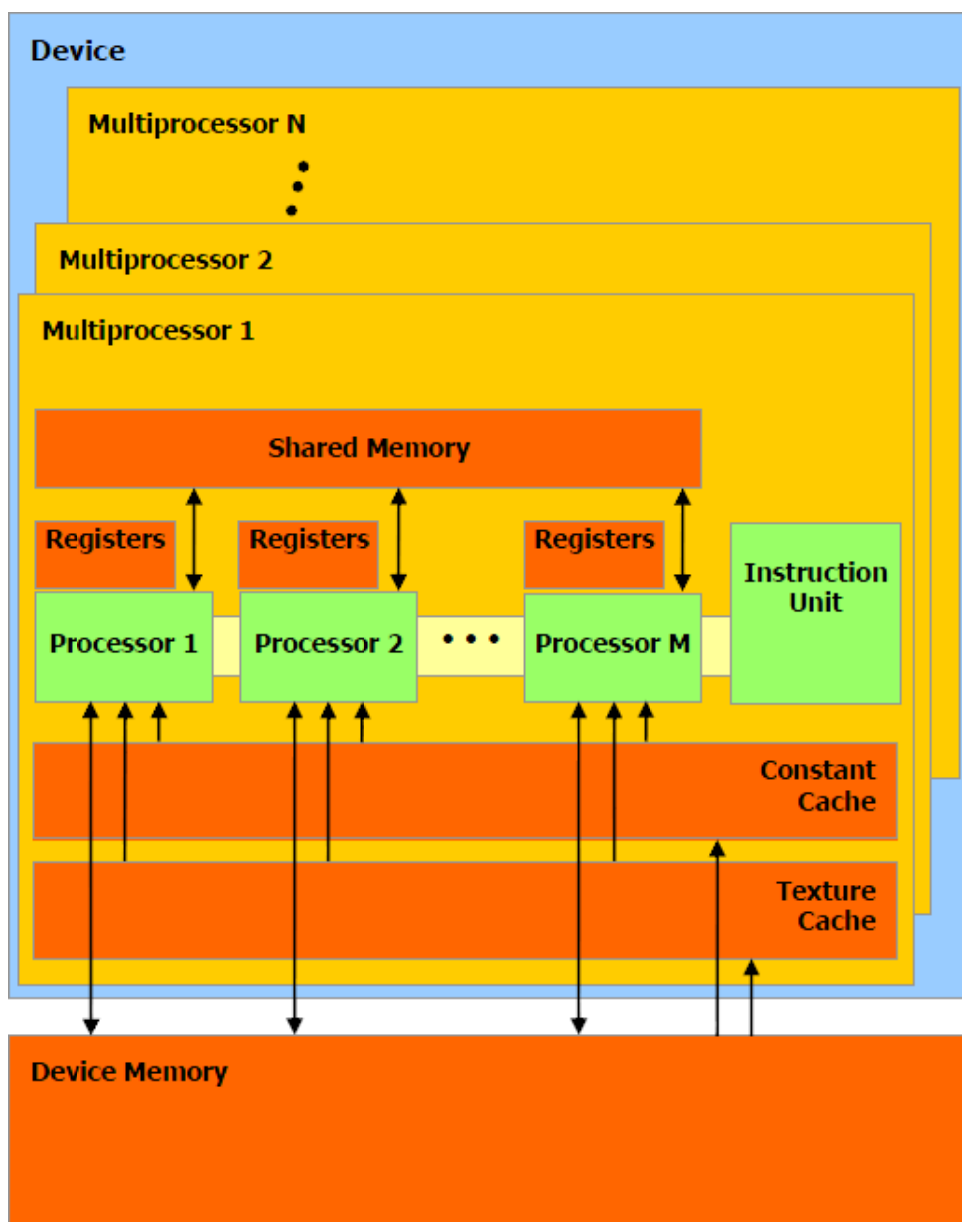 Device
Multiprocessor N
Multiprocessor 2
Multiprocessor 1
Shared Memory
Registers Registers Registers
Instruction
Unit
Processor 1 Processor 2 • • • Processor M
Constant
Cache
Texture
Cache
Device Memory